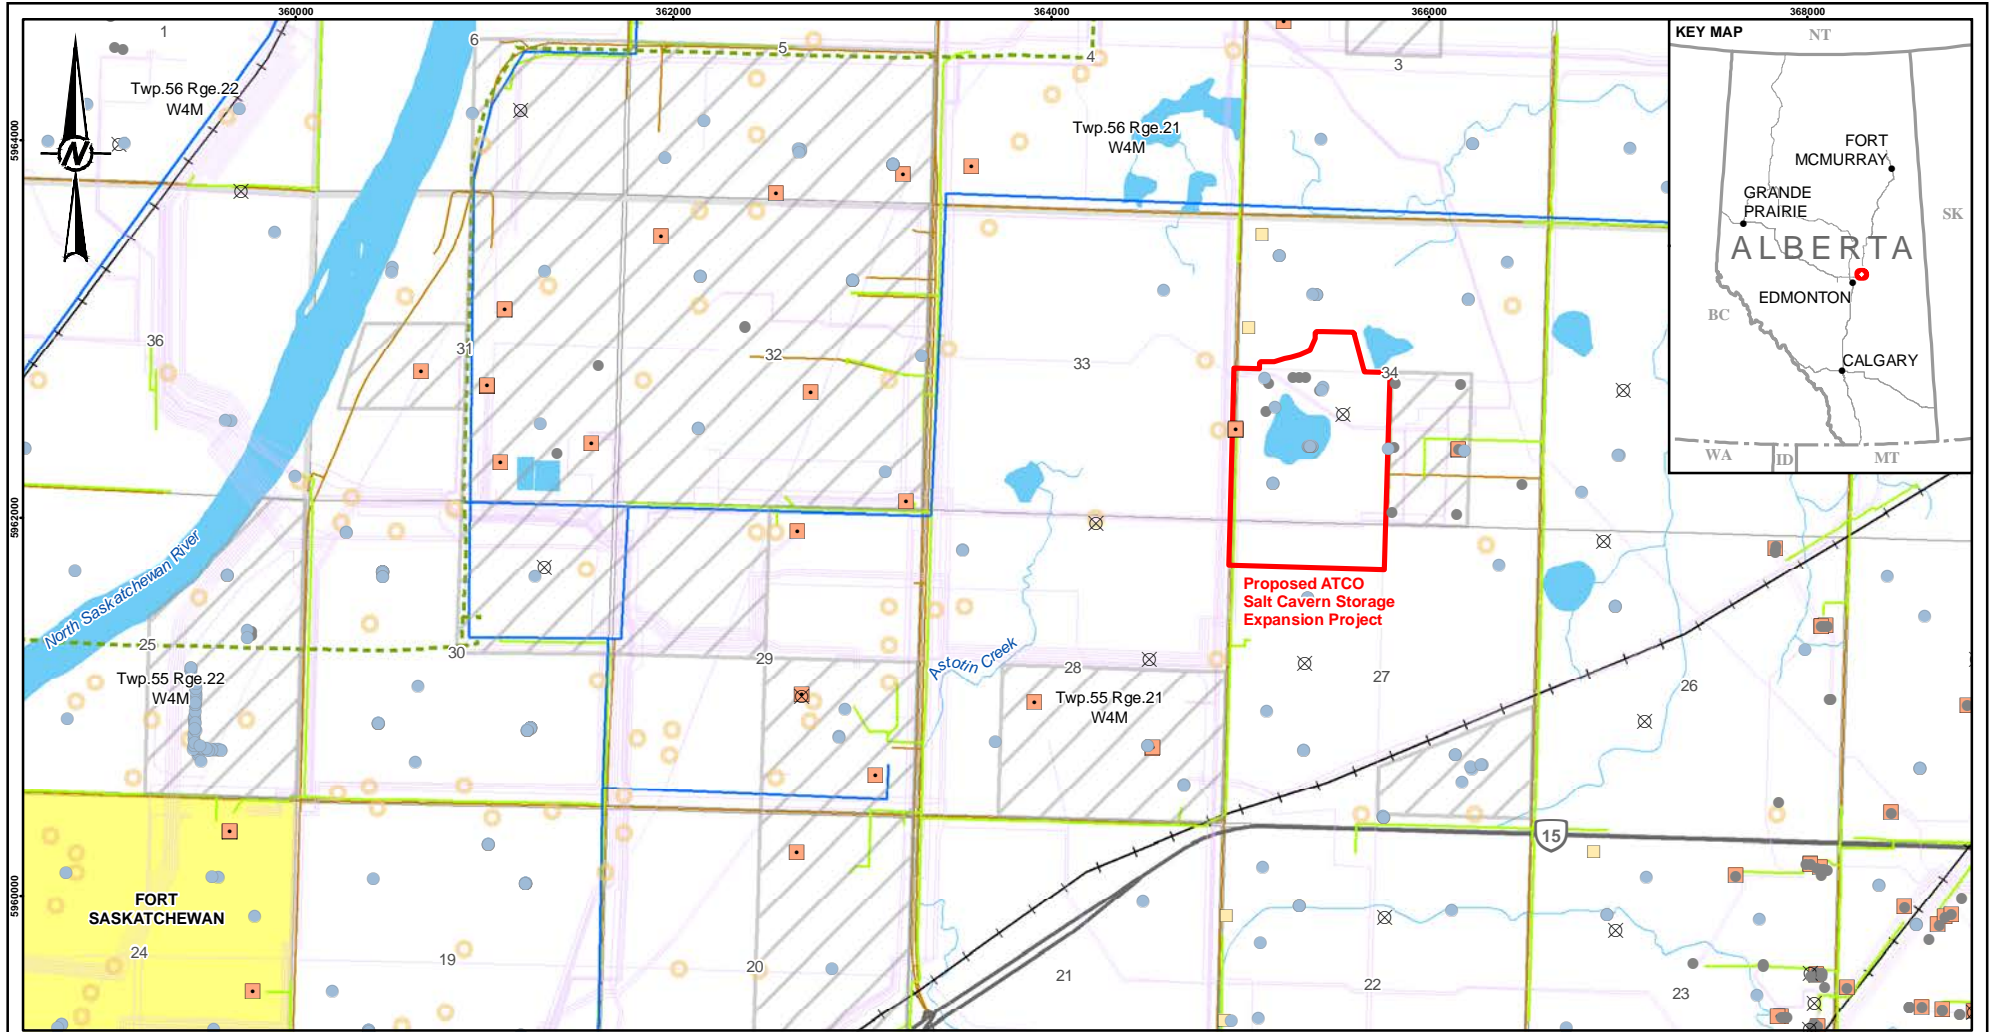 360000
362000
364000
366000
368000
1
6
5
4
3
KEY MAP
NT
Twp.56 Rge.22
W4M
Twp.56 Rge.21
W4M
5964000
N
FORT
MCMURRAY
GRANDE
PRAIRIE
SK
ALBERTA
EDMONTON
BC
CALGARY
WA
ID
MT
36
31
32
33
34
5962000
North Saskatchewan River
Proposed ATCO
Salt Cavern Storage
Expansion Project
25
30
29
Astotin Creek
28
27
26
Twp.55 Rge.22
W4M
Twp.55 Rge.21
W4M
15
5960000
FORT
SASKATCHEWAN
24
19
20
21
22
23